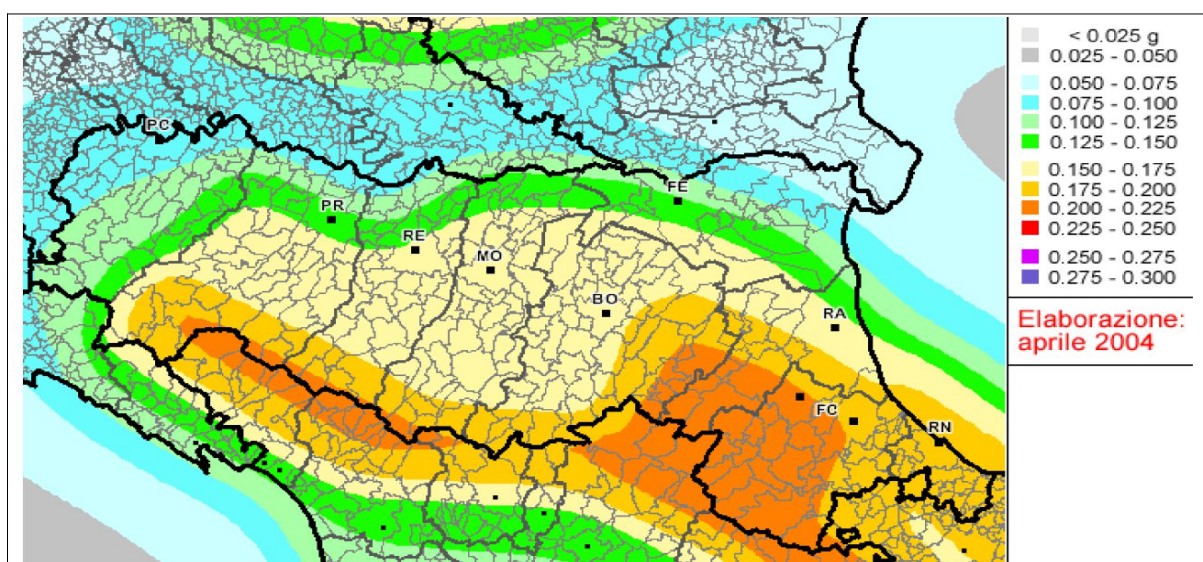 PC
PR
RE
MO
FE
BO
RA
FC
RN
< 0.025 g
0.025 - 0.050
0.050 - 0.075
0.075 - 0.100
0.100 - 0.125
0.125 - 0.150
0.150 - 0.175
0.175 - 0.200
0.200 - 0.225
0.225 - 0.250
0.250 - 0.275
0.275 - 0.300
Elaborazione:
aprile 2004